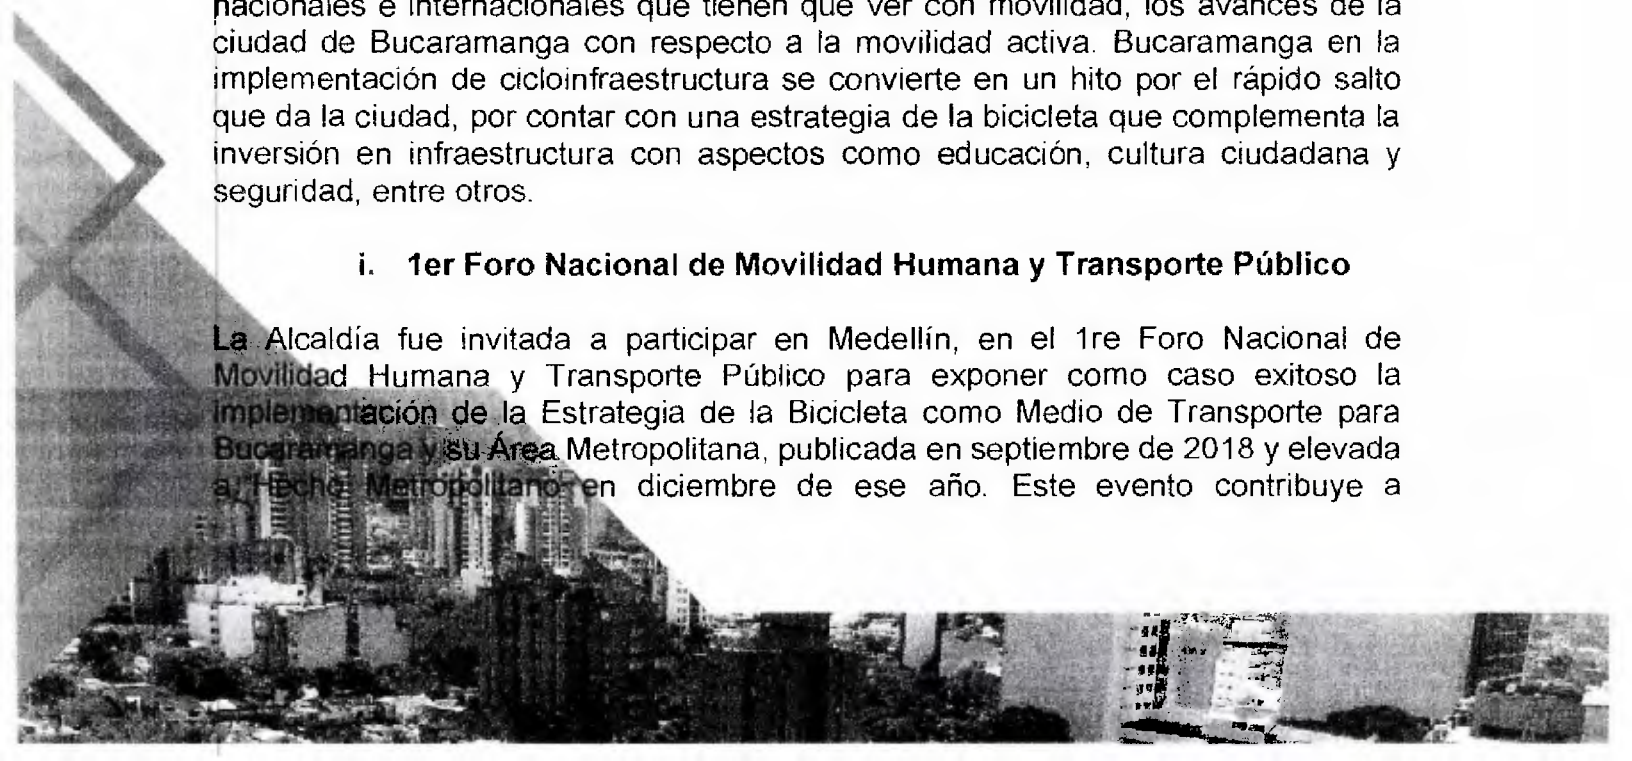 nacionales e internacionales que tienen que ver con movilidad, los avances de la
ciudad de Bucaramanga con respecto a la movilidad activa. Bucaramanga en la
implementación de cicloinfraestructura se convierte en un hito por el rápido salto
que da la ciudad, por contar con una estrategia de la bicicleta que complementa la
inversión en infraestructura con aspectos como educación, cultura ciudadana y
seguridad, entre otros.
i. 1er Foro Nacional de Movilidad Humana y Transporte Público
La Alcaldía fue invitada a participar en Medellín, en el 1re Foro Nacional de
Movilidad Humana y Transporte Público para exponer como caso exitoso la
implementación de la Estrategia de la Bicicleta como Medio de Transporte para
Bucaramanga y su Área Metropolitana, publicada en septiembre de 2018 y elevada
a Hecho Metropolitano en diciembre de ese año. Este evento contribuye a